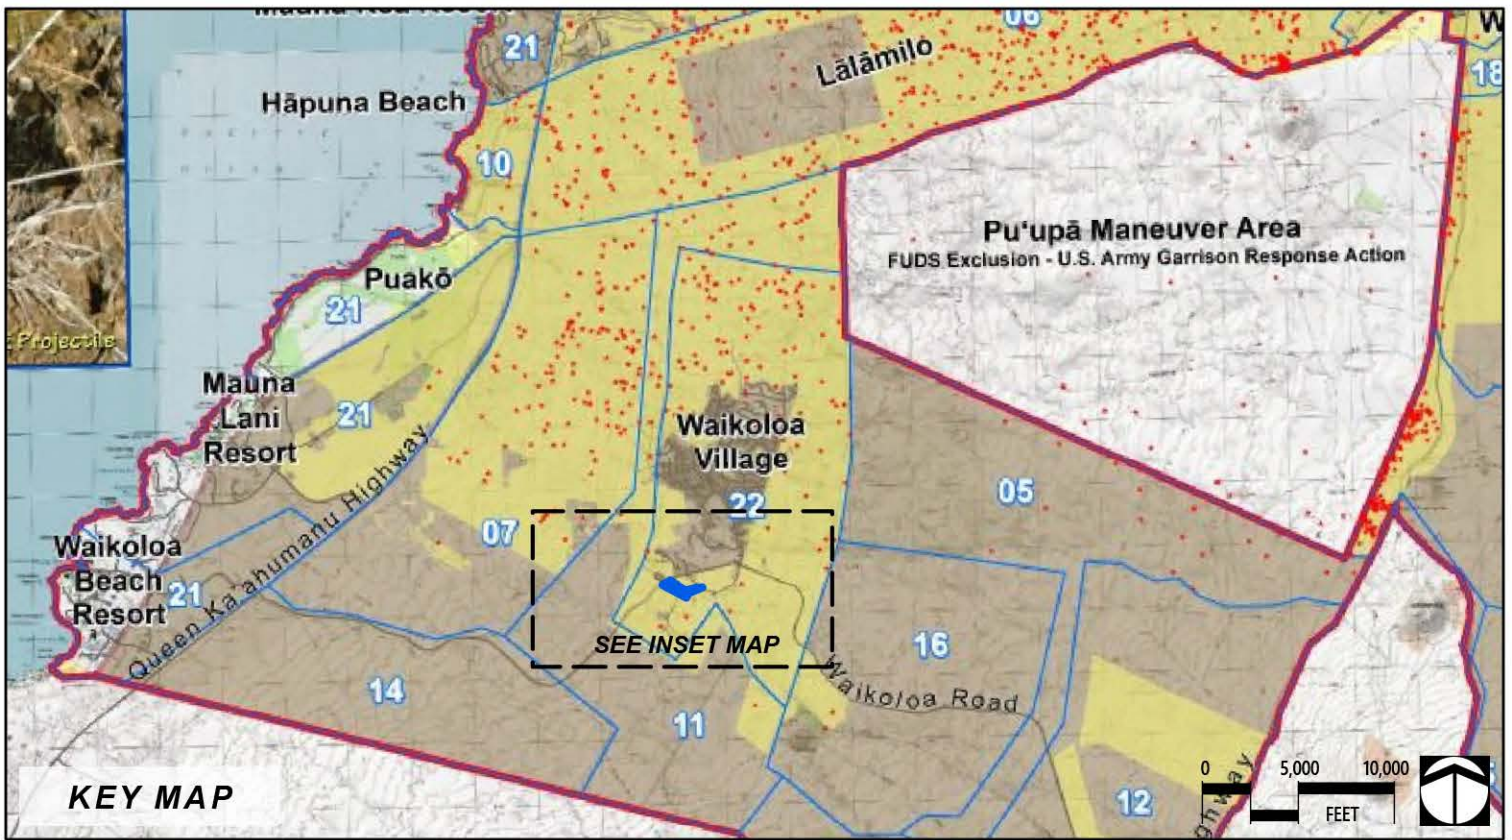 06
W
21
Lālāmilo
18
Hāpuna Beach
10
Pu'upā Maneuver Area
FUDS Exclusion - U.S. Army Garrison Response Action
Puakō
21
Projectile
Mauna
Lani
Resort
21
Waikoloa
Village
22
05
Queen Ka'ahumanu Highway
07
Waikoloa
Beach
Resort
21
SEE INSET MAP
16
Waikoloa Road
14
11
12
ghway
KEY MAP
0 5,000 10,000
FEET